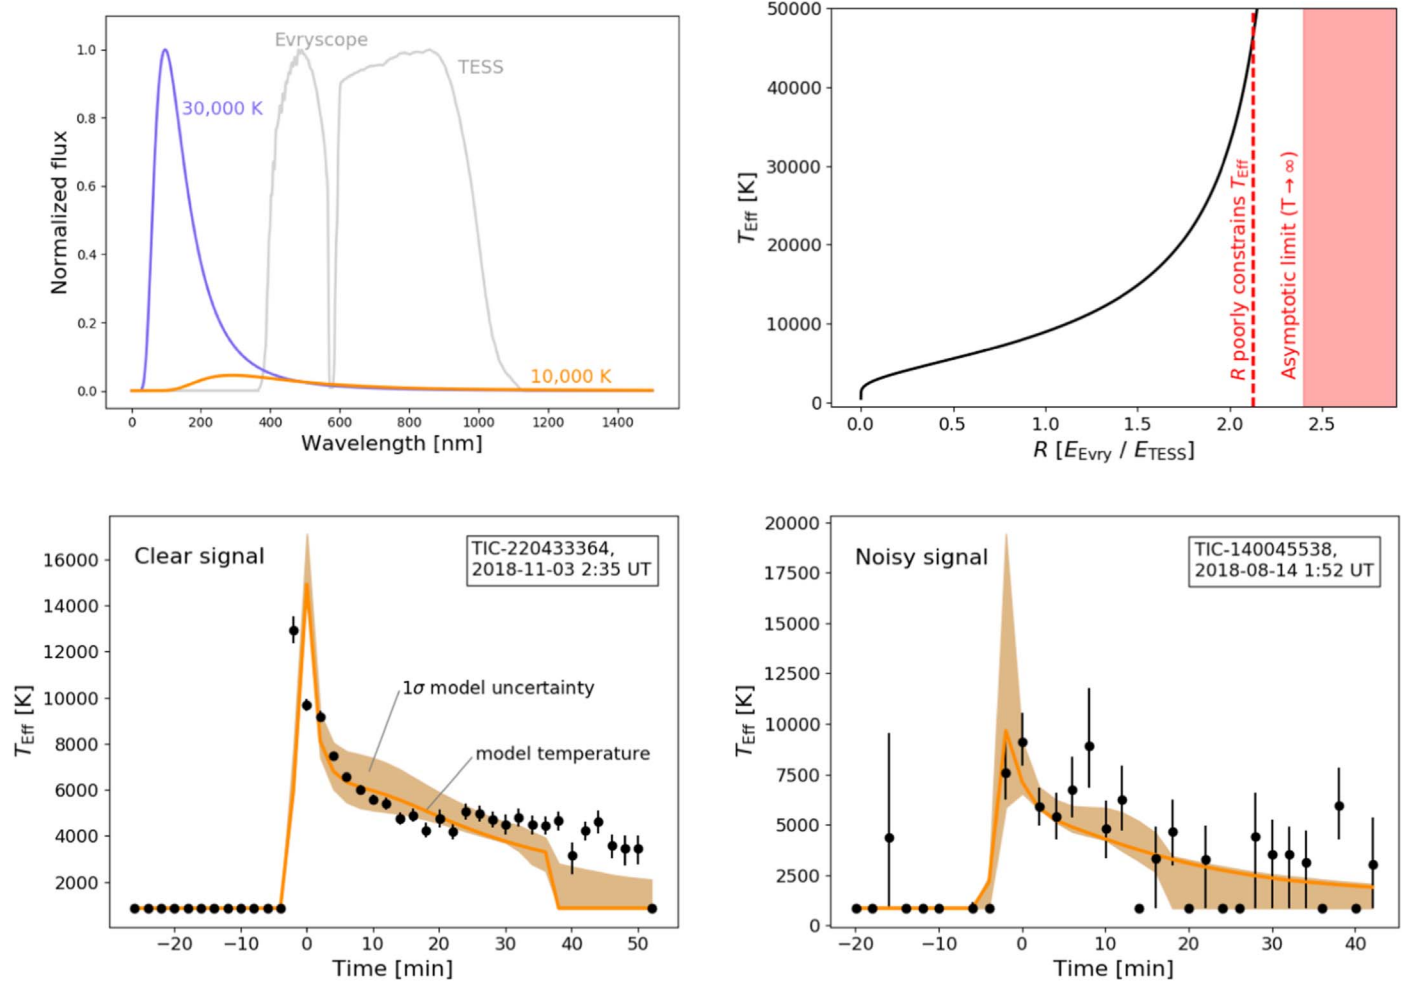 Evryscope
TESS
30,000 K
10,000 K
Normalized flux
1.0
0.8
0.6
0.4
0.2
0.0
0 200 400 600 800 1000 1200 1400
Wavelength [nm]
50000
40000
30000
20000
10000
0
T_Eff [K]
R poorly constrains T_Eff
Asymptotic limit (T→∞)
0.0 0.5 1.0 1.5 2.0 2.5
R [E_Evry / E_TESS]
Clear signal
TIC-220433364,
2018-11-03 2:35 UT
1σ model uncertainty
model temperature
T_Eff [K]
16000
14000
12000
10000
8000
6000
4000
2000
−20 −10 0 10 20 30 40 50
Time [min]
Noisy signal
TIC-140045538,
2018-08-14 1:52 UT
T_Eff [K]
20000
17500
15000
12500
10000
7500
5000
2500
0
−20 −10 0 10 20 30 40
Time [min]